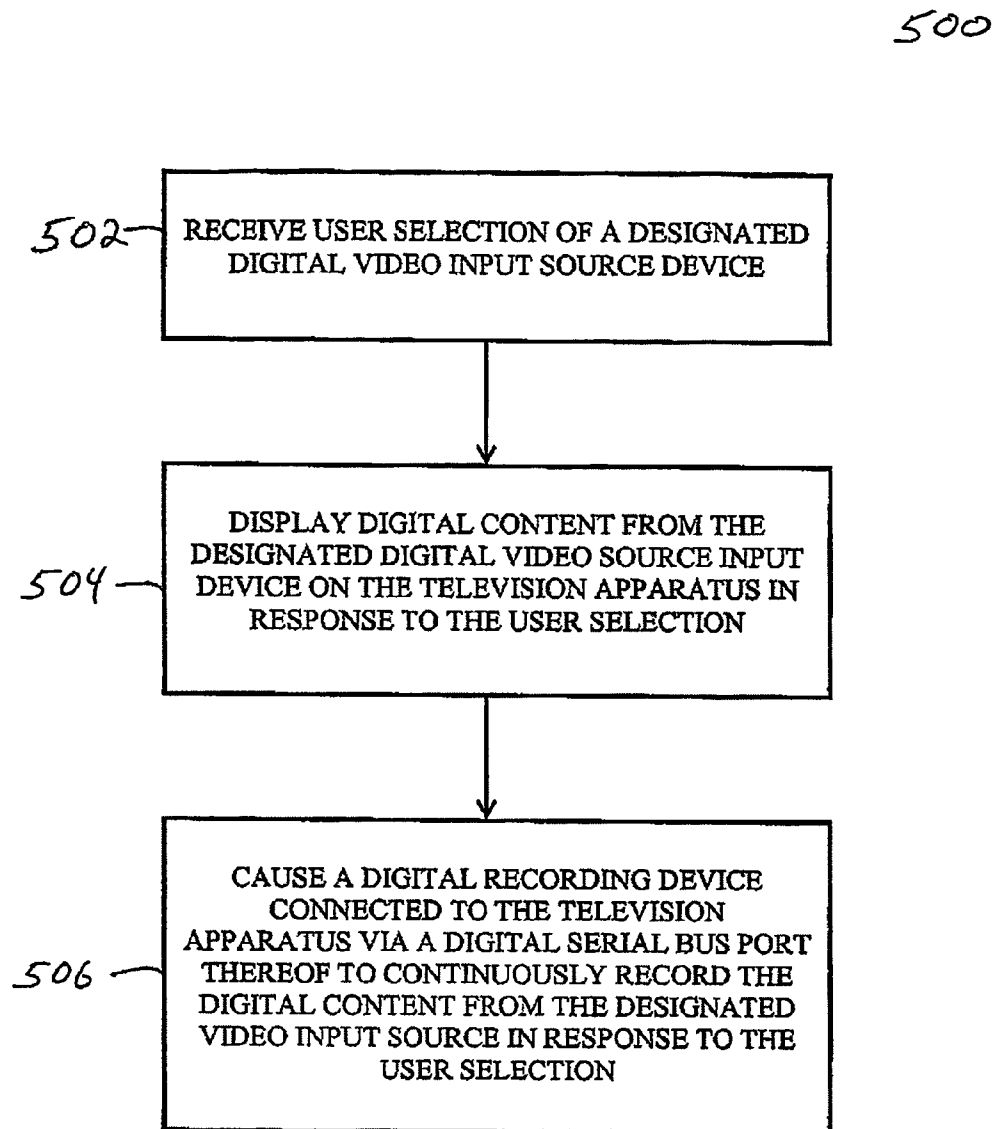 500
502
RECEIVE USER SELECTION OF A DESIGNATED
DIGITAL VIDEO INPUT SOURCE DEVICE
504
DISPLAY DIGITAL CONTENT FROM THE
DESIGNATED DIGITAL VIDEO SOURCE INPUT
DEVICE ON THE TELEVISION APPARATUS IN
RESPONSE TO THE USER SELECTION
506
CAUSE A DIGITAL RECORDING DEVICE
CONNECTED TO THE TELEVISION
APPARATUS VIA A DIGITAL SERIAL BUS PORT
THEREOF TO CONTINUOUSLY RECORD THE
DIGITAL CONTENT FROM THE DESIGNATED
VIDEO INPUT SOURCE IN RESPONSE TO THE
USER SELECTION